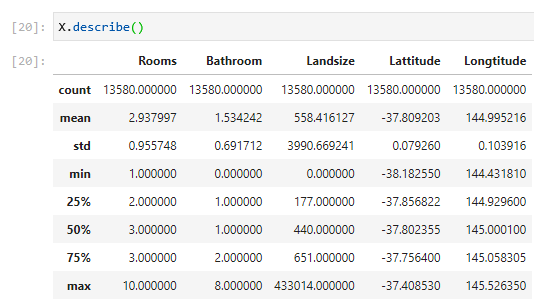 [20]: X.describe()
[20]:
Rooms Bathroom Landsize Lattitude Longtitude
count 13580.000000 13580.000000 13580.000000 13580.000000 13580.000000
mean 2.937997 1.534242 558.416127 -37.809203 144.995216
std 0.955748 0.691712 3990.669241 0.079260 0.103916
min 1.000000 0.000000 0.000000 -38.182550 144.431810
25% 2.000000 1.000000 177.000000 -37.856822 144.929600
50% 3.000000 1.000000 440.000000 -37.802355 145.000100
75% 3.000000 2.000000 651.000000 -37.756400 145.058305
max 10.000000 8.000000 433014.000000 -37.408530 145.526350